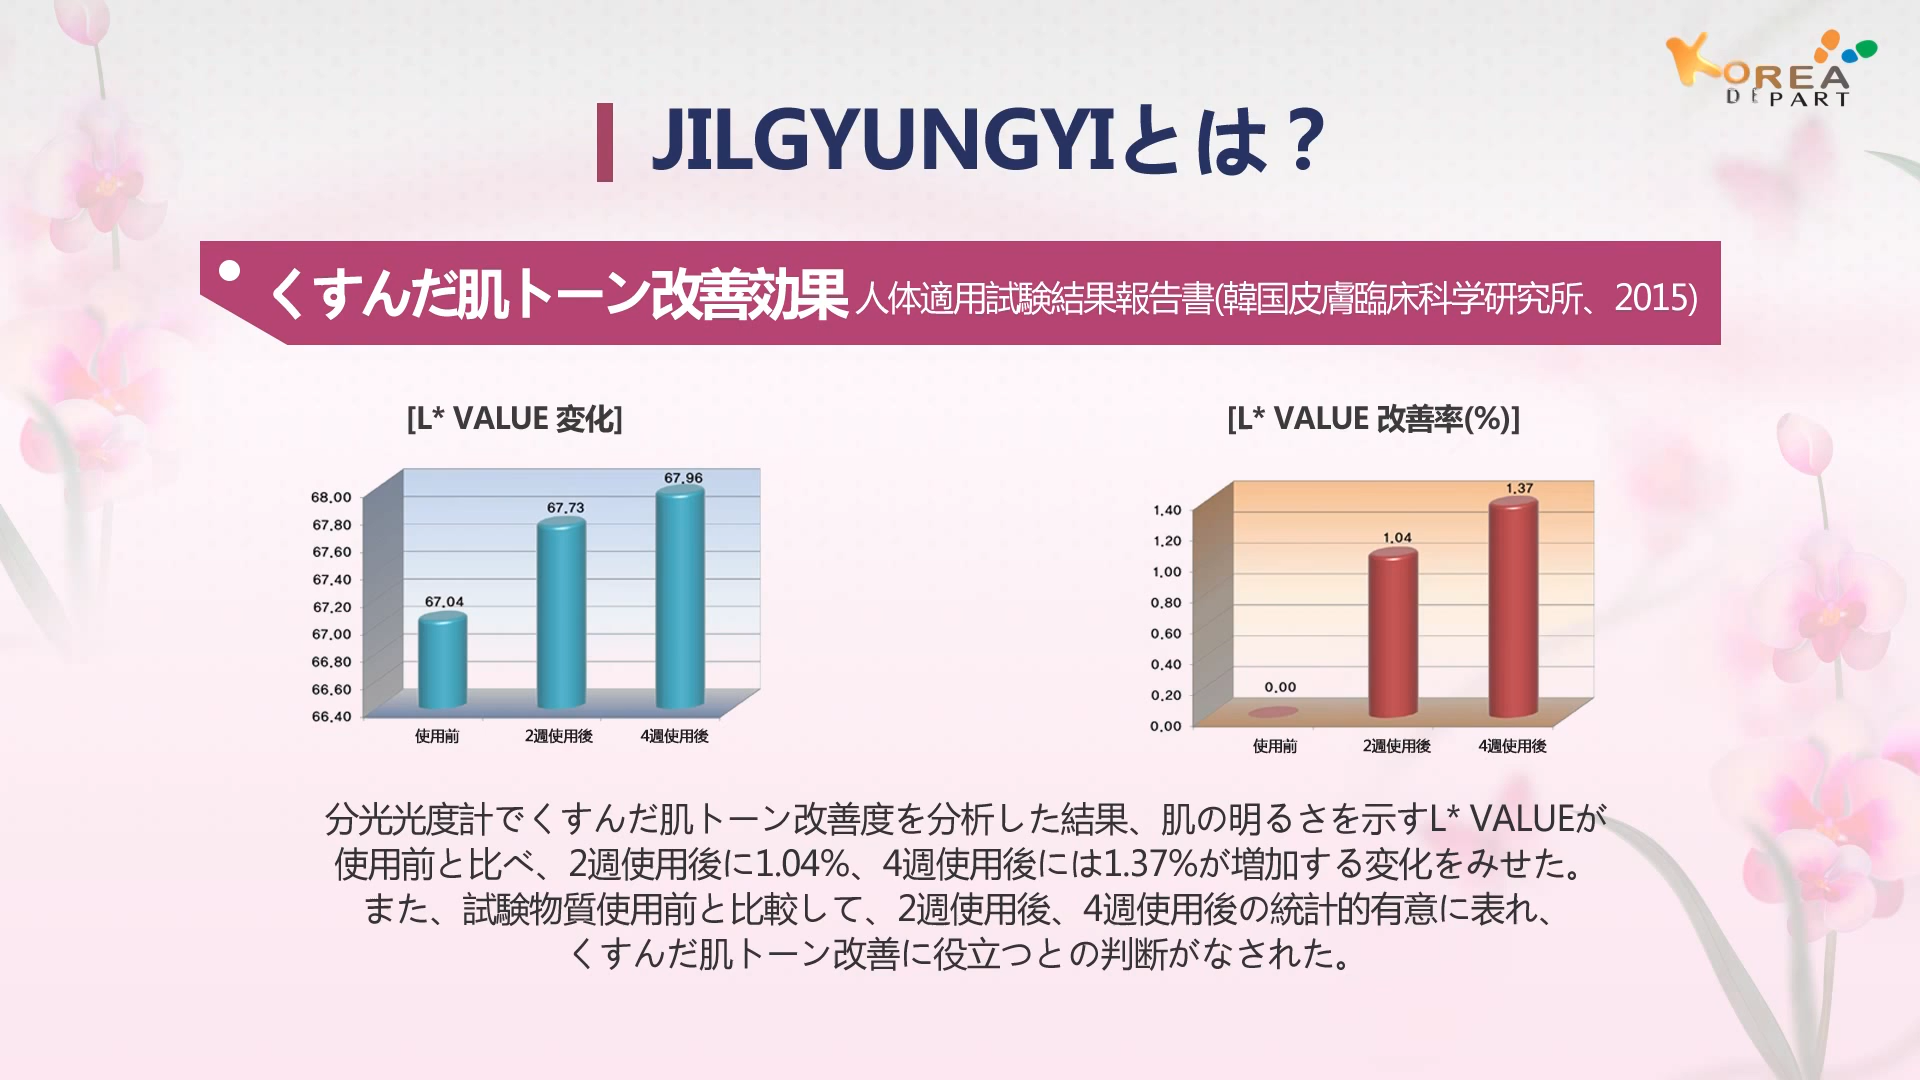 KOREA
DEPART
JILGYUNGYIとは？
くすんだ肌トーン改善効果 人体適用試験結果報告書(韓国皮膚臨床科学研究所、2015)
[L* VALUE 変化]
68.00
67.80
67.60
67.40
67.20
67.00
66.80
66.60
66.40
67.04
67.73
67.96
使用前
2週使用後
4週使用後
[L* VALUE 改善率(%)]
1.40
1.20
1.00
0.80
0.60
0.40
0.20
0.00
0.00
1.04
1.37
使用前
2週使用後
4週使用後
分光光度計でくすんだ肌トーン改善度を分析した結果、肌の明るさを示すL* VALUEが
使用前と比べ、2週使用後に1.04%、4週使用後には1.37%が増加する変化をみせた。
また、試験物質使用前と比較して、2週使用後、4週使用後の統計的有意に表れ、
くすんだ肌トーン改善に役立つとの判断がなされた。